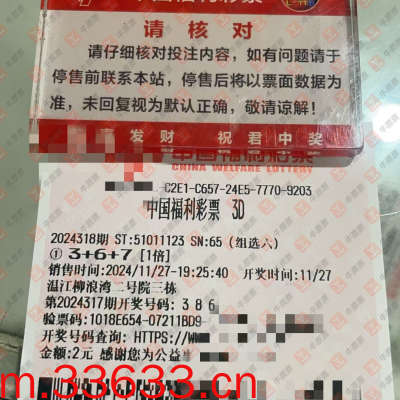 中国福利彩票
请 核 对
请仔细核对投注内容，如有问题请于
停售前联系本站，停售后将以票面数据为
准，未回复视为默认正确，敬请谅解！
发财 祝君中奖
中国福利彩票
CHINA WELFARE LOTTERY
-C2E1-C657-24E5-7770-9203
中国福利彩票 3D
2024318期 ST:51011123 SN:65 (组选六)
① 3+6+7 [1倍]
销售时间:2024/11/27-19:25:40 开奖时间:11/27
温江柳浪湾二号院三栋
第2024317期开奖号码: 3 8 6
验票码:1018E654-07211BD9-
开奖号码查询: HTTPS://W
金额:2元 感谢您为公益
m.33633.cn